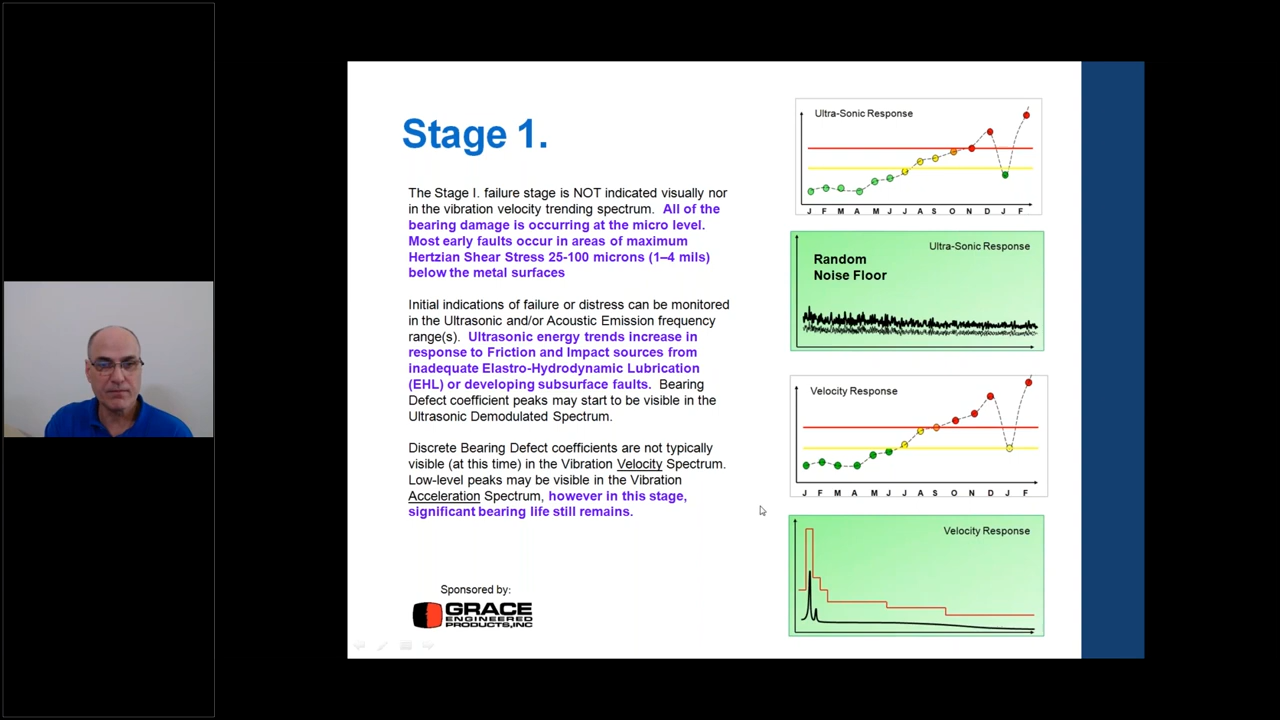 Stage 1.
The Stage I. failure stage is NOT indicated visually nor
in the vibration velocity trending spectrum.  All of the
bearing damage is occurring at the micro level.
Most early faults occur in areas of maximum
Hertzian Shear Stress 25-100 microns (1–4 mils)
below the metal surfaces
Initial indications of failure or distress can be monitored
in the Ultrasonic and/or Acoustic Emission frequency
range(s).  Ultrasonic energy trends increase in
response to Friction and Impact sources from
inadequate Elastro-Hydrodynamic Lubrication
(EHL) or developing subsurface faults.  Bearing
Defect coefficient peaks may start to be visible in the
Ultrasonic Demodulated Spectrum.
Discrete Bearing Defect coefficients are not typically
visible (at this time) in the Vibration Velocity Spectrum.
Low-level peaks may be visible in the Vibration
Acceleration Spectrum, however in this stage,
significant bearing life still remains.
Sponsored by:
GRACE
ENGINEERED
PRODUCTS,INC
Ultra-Sonic Response
J F M A M J J A S O N D J F
Ultra-Sonic Response
Random
Noise Floor
Velocity Response
J F M A M J J A S O N D J F
Velocity Response